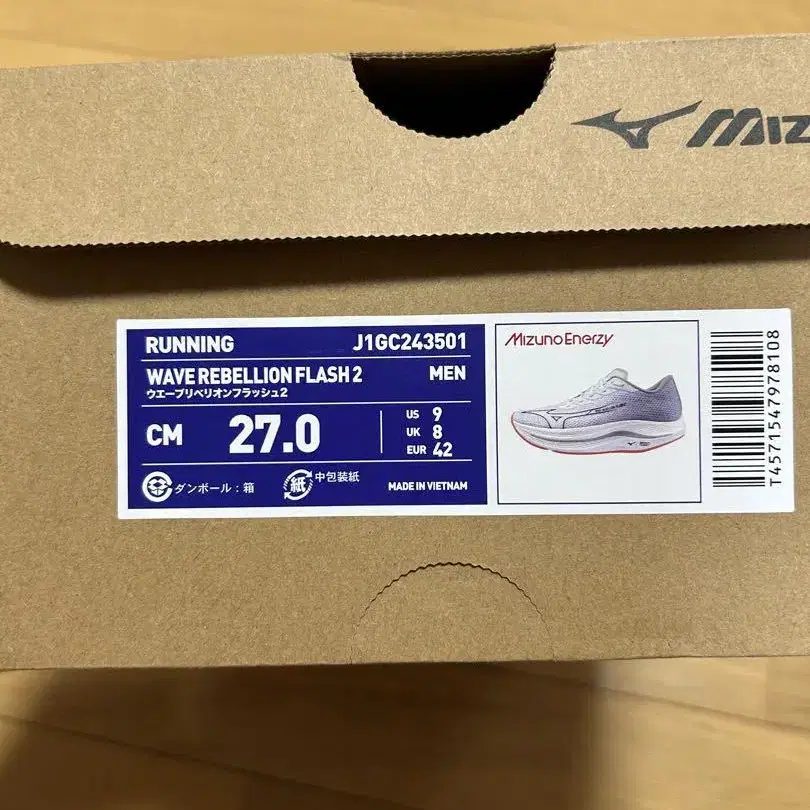 MIZ
RUNNING J1GC243501
WAVE REBELLION FLASH 2 MEN
ウエーブリベリオンフラッシュ2
CM 27.0
US 9
UK 8
EUR 42
ダンボール:箱
紙 中包装紙
MADE IN VIETNAM
Mizuno Enerzy
T4571547978108